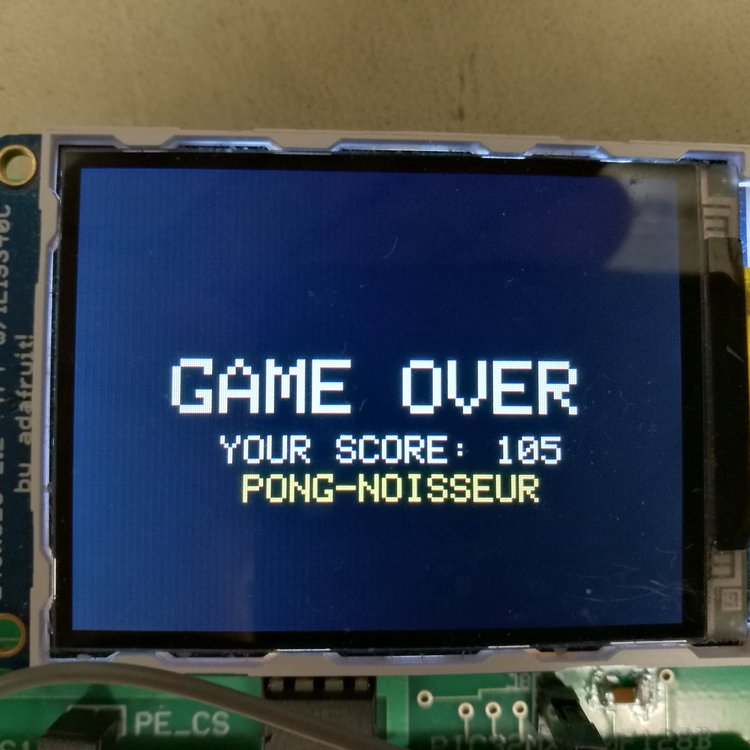 GAME OVER
YOUR SCORE: 105
PONG-NOISSEUR
by adafruit!
PE_CS